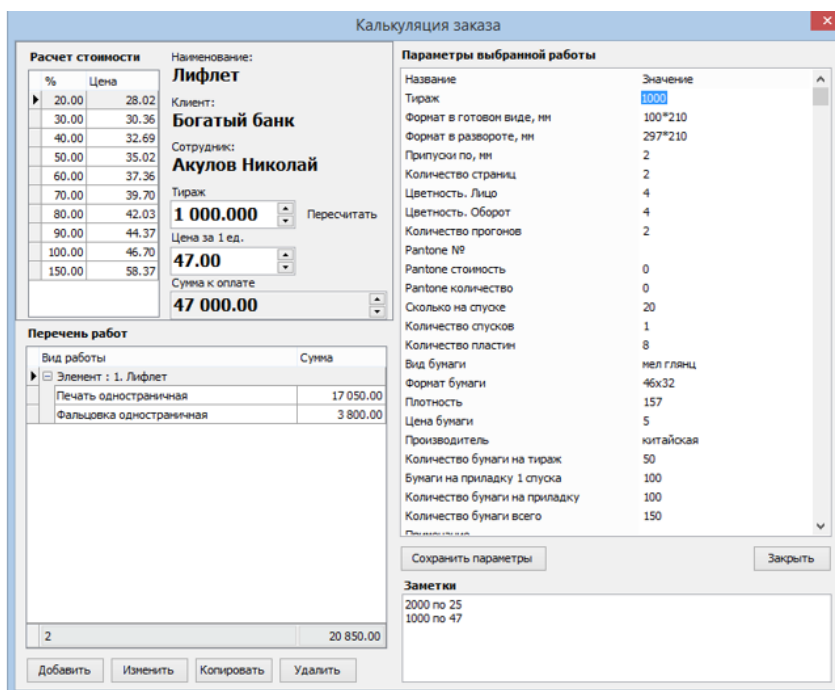 Калькуляция заказа
Расчет стоимости
% Цена
20.00 28.02
30.00 30.36
40.00 32.69
50.00 35.02
60.00 37.36
70.00 39.70
80.00 42.03
90.00 44.37
100.00 46.70
150.00 58.37
Наименование:
Лифлет
Клиент:
Богатый банк
Сотрудник:
Акулов Николай
Тираж
1 000.000 Пересчитать
Цена за 1 ед.
47.00
Сумма к оплате
47 000.00
Перечень работ
Вид работы Сумма
Элемент : 1. Лифлет
Печать одностраничная 17 050.00
Фальцовка одностраничная 3 800.00
2 20 850.00
Добавить Изменить Копировать Удалить
Параметры выбранной работы
Название Значение
Тираж 1000
Формат в готовом виде, мм 100*210
Формат в развороте, мм 297*210
Припуски по, мм 2
Количество страниц 2
Цветность. Лицо 4
Цветность. Оборот 4
Количество прогонов 2
Pantone №
Pantone стоимость 0
Pantone количество 0
Сколько на спуске 20
Количество спусков 1
Количество пластин 8
Вид бумаги мел глянц
Формат бумаги 46x32
Плотность 157
Цена бумаги 5
Производитель китайская
Количество бумаги на тираж 50
Бумаги на приладку 1 спуска 100
Количество бумаги на приладку 100
Количество бумаги всего 150
Примечание
Сохранить параметры Закрыть
Заметки
2000 по 25
1000 по 47